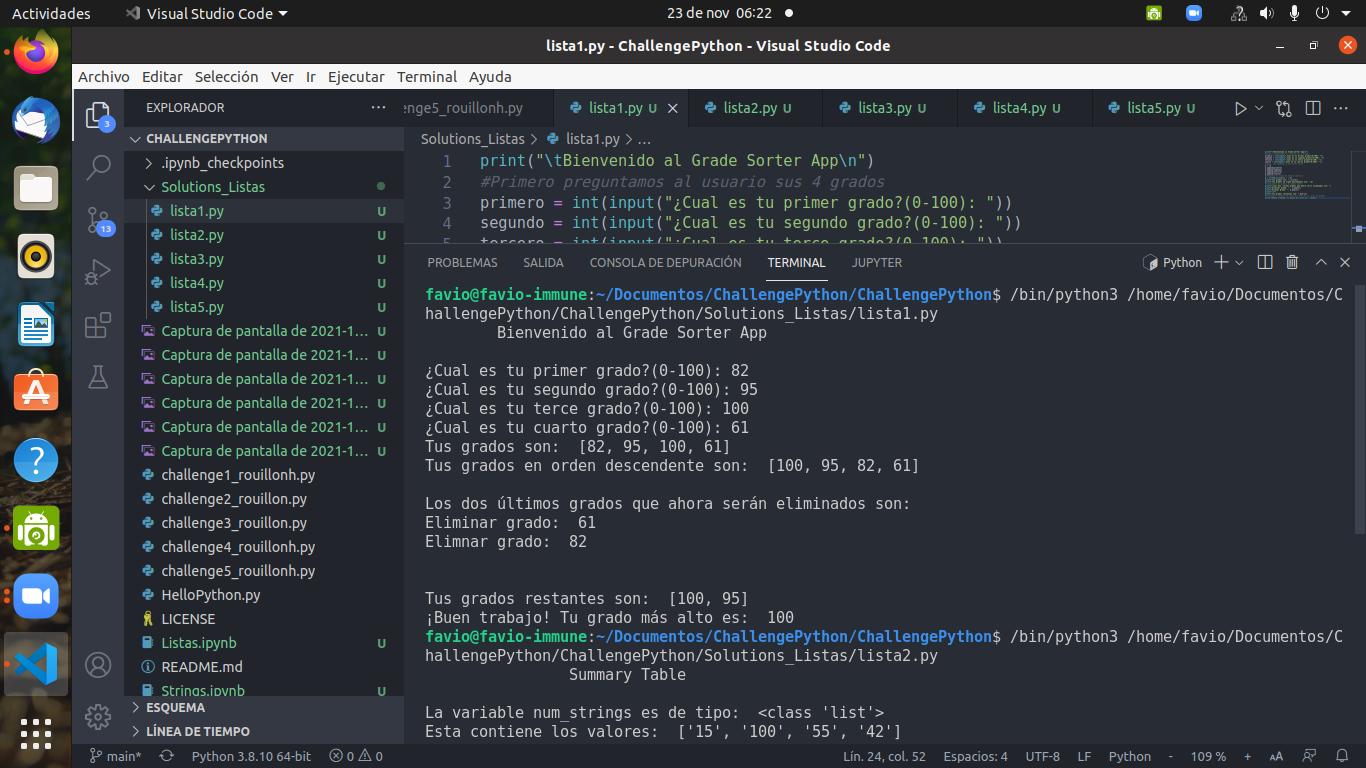 Actividades
Visual Studio Code
23 de nov 06:22
lista1.py - ChallengePython - Visual Studio Code
Archivo Editar Selección Ver Ir Ejecutar Terminal Ayuda
EXPLORADOR
CHALLENGEPYTHON
.ipynb_checkpoints
Solutions_Listas
lista1.py U
lista2.py U
lista3.py U
lista4.py U
lista5.py U
Captura de pantalla de 2021-1... U
Captura de pantalla de 2021-1... U
Captura de pantalla de 2021-1... U
Captura de pantalla de 2021-1... U
Captura de pantalla de 2021-1... U
Captura de pantalla de 2021-1... U
challenge1_rouillonh.py
challenge2_rouillon.py
challenge3_rouillon.py
challenge4_rouillonh.py
challenge5_rouillonh.py
HelloPython.py
LICENSE
Listas.ipynb U
README.md
Strings.ipynb U
ESQUEMA
LÍNEA DE TIEMPO
3
13
enge5_rouillonh.py lista1.py U lista2.py U lista3.py U lista4.py U lista5.py U
Solutions_Listas > lista1.py > ...
1 print("\tBienvenido al Grade Sorter App\n")
2 #Primero preguntamos al usuario sus 4 grados
3 primero = int(input("¿Cual es tu primer grado?(0-100): "))
4 segundo = int(input("¿Cual es tu segundo grado?(0-100): "))
5 tercero = int(input("¿Cual es tu terce grado?(0-100): "))
PROBLEMAS SALIDA CONSOLA DE DEPURACIÓN TERMINAL JUPYTER
Python
favio@favio-immune:~/Documentos/ChallengePython/ChallengePython$ /bin/python3 /home/favio/Documentos/C
hallengePython/ChallengePython/Solutions_Listas/lista1.py
Bienvenido al Grade Sorter App
¿Cual es tu primer grado?(0-100): 82
¿Cual es tu segundo grado?(0-100): 95
¿Cual es tu terce grado?(0-100): 100
¿Cual es tu cuarto grado?(0-100): 61
Tus grados son:  [82, 95, 100, 61]
Tus grados en orden descendente son:  [100, 95, 82, 61]
Los dos últimos grados que ahora serán eliminados son:
Eliminar grado:  61
Elimnar grado:  82
Tus grados restantes son:  [100, 95]
¡Buen trabajo! Tu grado más alto es:  100
favio@favio-immune:~/Documentos/ChallengePython/ChallengePython$ /bin/python3 /home/favio/Documentos/C
hallengePython/ChallengePython/Solutions_Listas/lista2.py
Summary Table
La variable num_strings es de tipo:  <class 'list'>
Esta contiene los valores:  ['15', '100', '55', '42']
main* Python 3.8.10 64-bit 0 0 Lín. 24, col. 52 Espacios: 4 UTF-8 LF Python - 109 % +